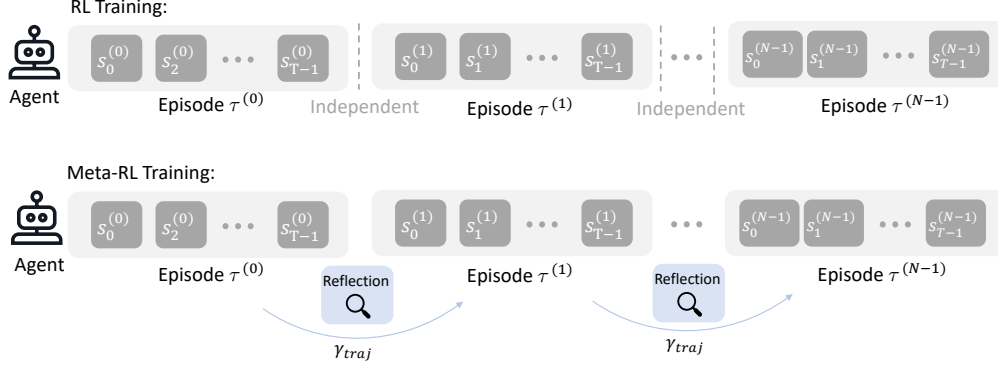 RL Training:
s_0^(0) s_2^(0) ••• s_T−1^(0) s_0^(1) s_1^(1) ••• s_T−1^(1) ••• s_0^(N−1) s_1^(N−1) ••• s_T−1^(N−1)
Agent
Episode τ^(0) Independent Episode τ^(1) Independent Episode τ^(N−1)
Meta-RL Training:
s_0^(0) s_2^(0) ••• s_T−1^(0) s_0^(1) s_1^(1) ••• s_T−1^(1) ••• s_0^(N−1) s_1^(N−1) ••• s_T−1^(N−1)
Agent
Episode τ^(0) Episode τ^(1) Episode τ^(N−1)
Reflection Reflection
γ_traj γ_traj